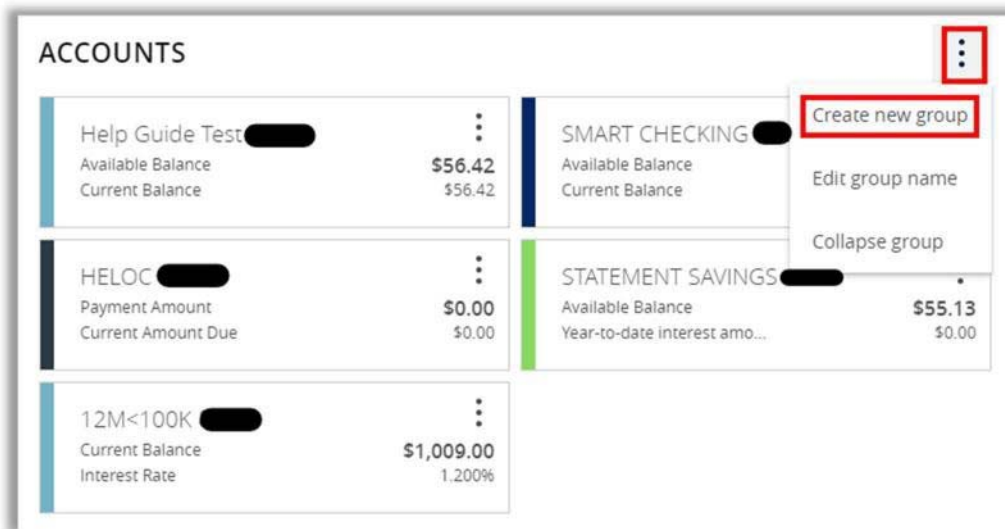 ACCOUNTS
Create new group
Edit group name
Collapse group
Help Guide Test
Available Balance $56.42
Current Balance $56.42
SMART CHECKING
Available Balance
Current Balance
HELOC
Payment Amount $0.00
Current Amount Due $0.00
STATEMENT SAVINGS
Available Balance $55.13
Year-to-date interest amo... $0.00
12M<100K
Current Balance $1,009.00
Interest Rate 1.200%